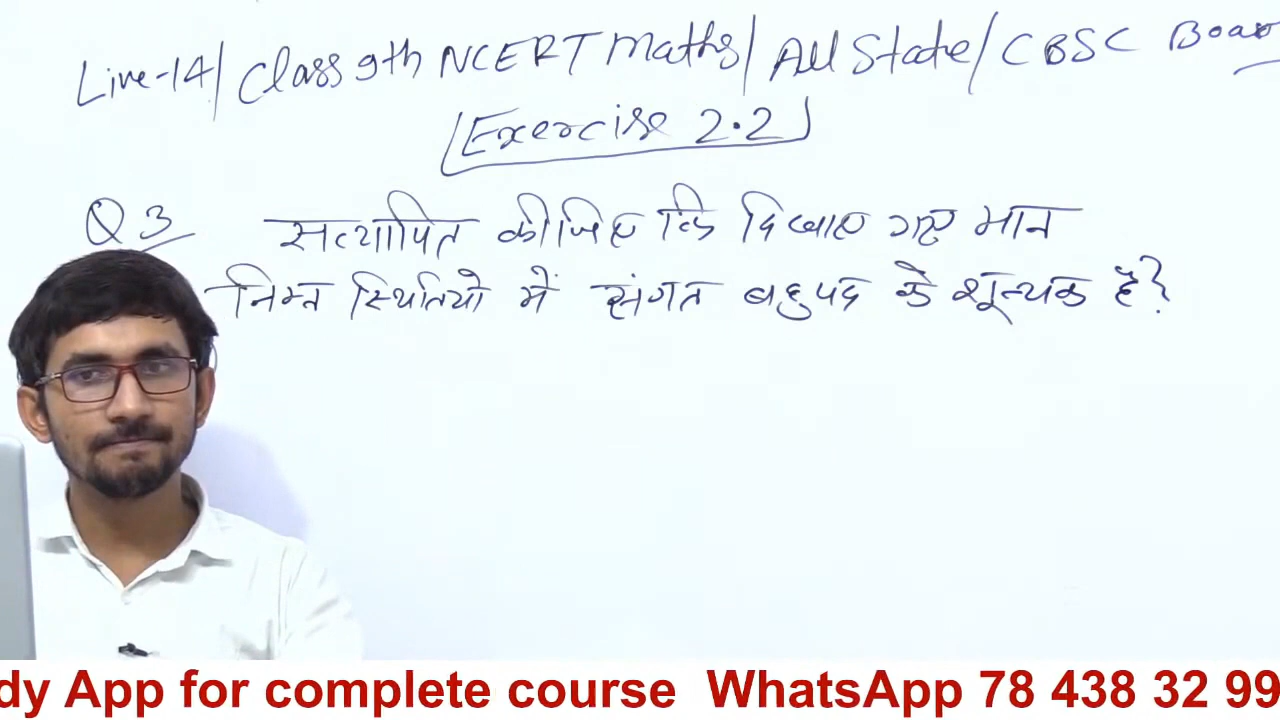 Live-14/ Class 9th NCERT Maths/ All State/ CBSC Boar
Exercise 2.2
Q 3 सत्यापित कीजिए कि दिखाए गए मान
निम्न स्थितियो में संगत बहुपद के शून्यक है?
dy App for complete course WhatsApp 78 438 32 99